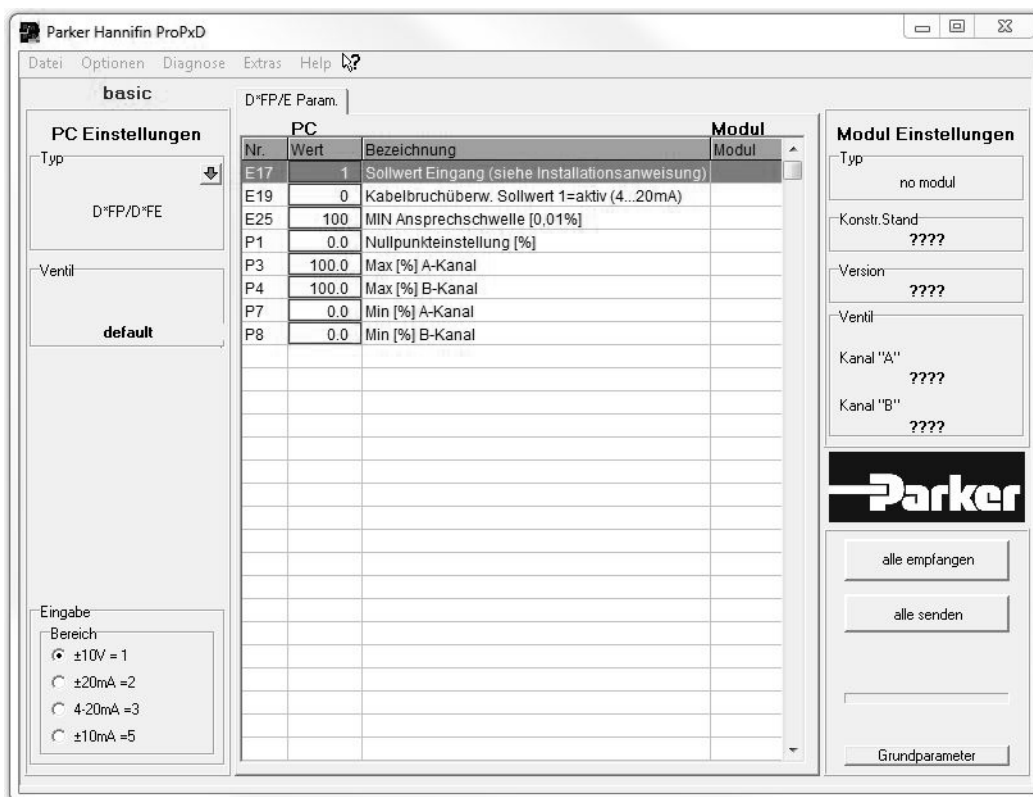 Parker Hannifin ProPxD
Datei Optionen Diagnose Extras Help
basic
PC Einstellungen
Typ
D*FP/D*FE
Ventil
default
Eingabe
Bereich
±10V = 1
±20mA =2
4-20mA =3
±10mA =5
D*FP/E Param.
PC Modul
Nr. Wert Bezeichnung Modul
E17 1 Sollwert Eingang (siehe Installationsanweisung)
E19 0 Kabelbruchüberw. Sollwert 1=aktiv (4...20mA)
E25 100 MIN Ansprechschwelle [0,01%]
P1 0.0 Nullpunkteinstellung [%]
P3 100.0 Max [%] A-Kanal
P4 100.0 Max [%] B-Kanal
P7 0.0 Min [%] A-Kanal
P8 0.0 Min [%] B-Kanal
Modul Einstellungen
Typ
no modul
Konstr.Stand
????
Version
????
Ventil
Kanal "A"
????
Kanal "B"
????
Parker
alle empfangen
alle senden
Grundparameter